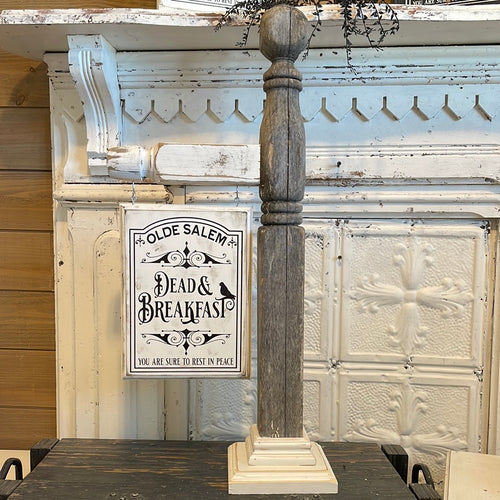 OLDE SALEM
DEAD &
BREAKFAST
YOU ARE SURE TO REST IN PEACE